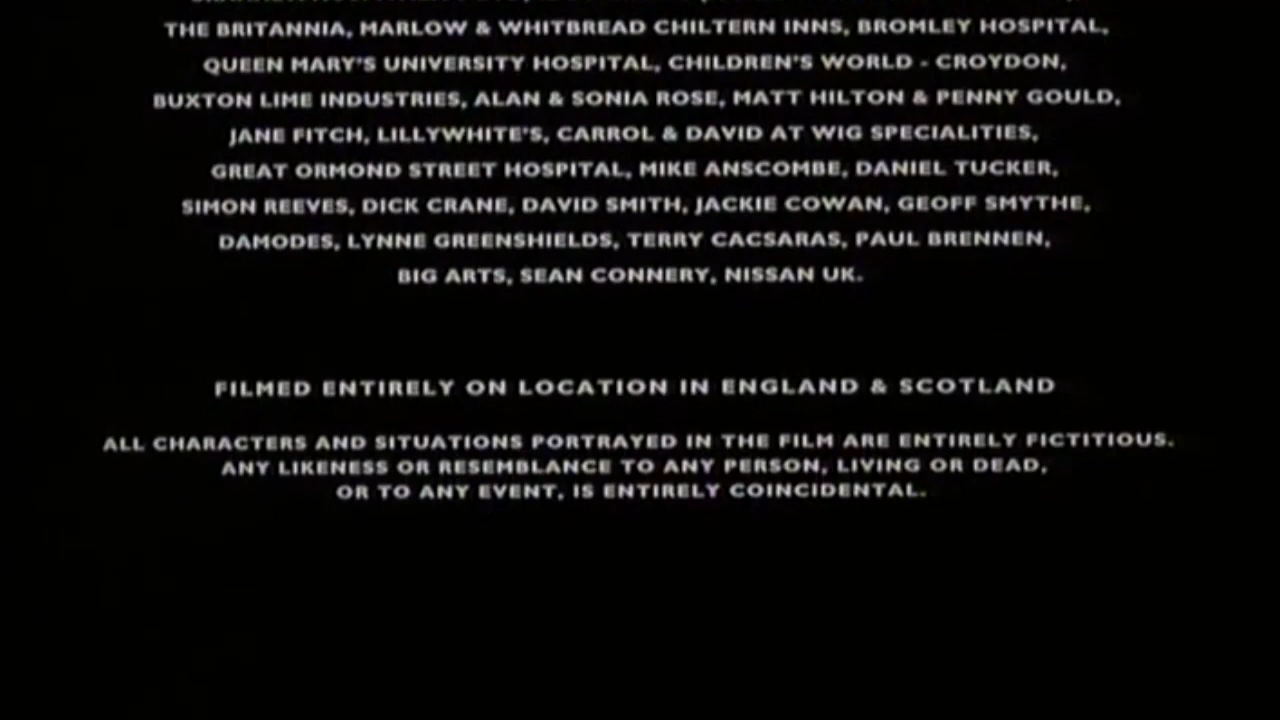 THE BRITANNIA, MARLOW & WHITBREAD CHILTERN INNS, BROMLEY HOSPITAL,
QUEEN MARY'S UNIVERSITY HOSPITAL, CHILDREN'S WORLD - CROYDON,
BUXTON LIME INDUSTRIES, ALAN & SONIA ROSE, MATT HILTON & PENNY GOULD,
JANE FITCH, LILLYWHITE'S, CARROL & DAVID AT WIG SPECIALITIES,
GREAT ORMOND STREET HOSPITAL, MIKE ANSCOMBE, DANIEL TUCKER,
SIMON REEVES, DICK CRANE, DAVID SMITH, JACKIE COWAN, GEOFF SMYTHE,
DAMODES, LYNNE GREENSHIELDS, TERRY CACSARAS, PAUL BRENNEN,
BIG ARTS, SEAN CONNERY, NISSAN UK.
FILMED ENTIRELY ON LOCATION IN ENGLAND & SCOTLAND
ALL CHARACTERS AND SITUATIONS PORTRAYED IN THE FILM ARE ENTIRELY FICTITIOUS.
ANY LIKENESS OR RESEMBLANCE TO ANY PERSON, LIVING OR DEAD,
OR TO ANY EVENT, IS ENTIRELY COINCIDENTAL.